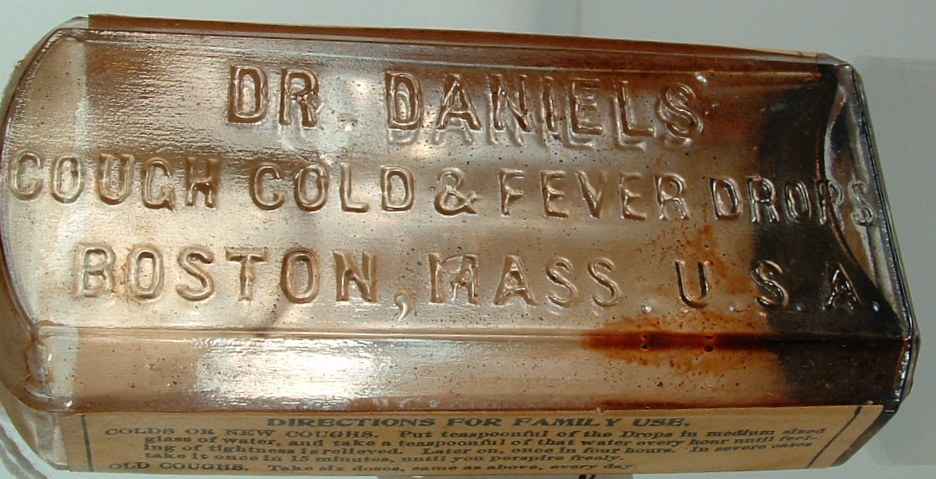 DR. DANIELS'
COUGH COLD & FEVER DROPS
BOSTON, MASS. U.S.A.
DIRECTIONS FOR FAMILY USE.
COLDS OR NEW COUGHS. Put teaspoonful of the Drops in medium sized
glass of water, and take a teaspoonful of that wafer every hour until feel-
ing of tightness is relieved. Later on, once in four hours. In severe cases
take it once in 15 minutes, until you perspire freely.
OLD COUGHS. Take six doses, same as above, every day.